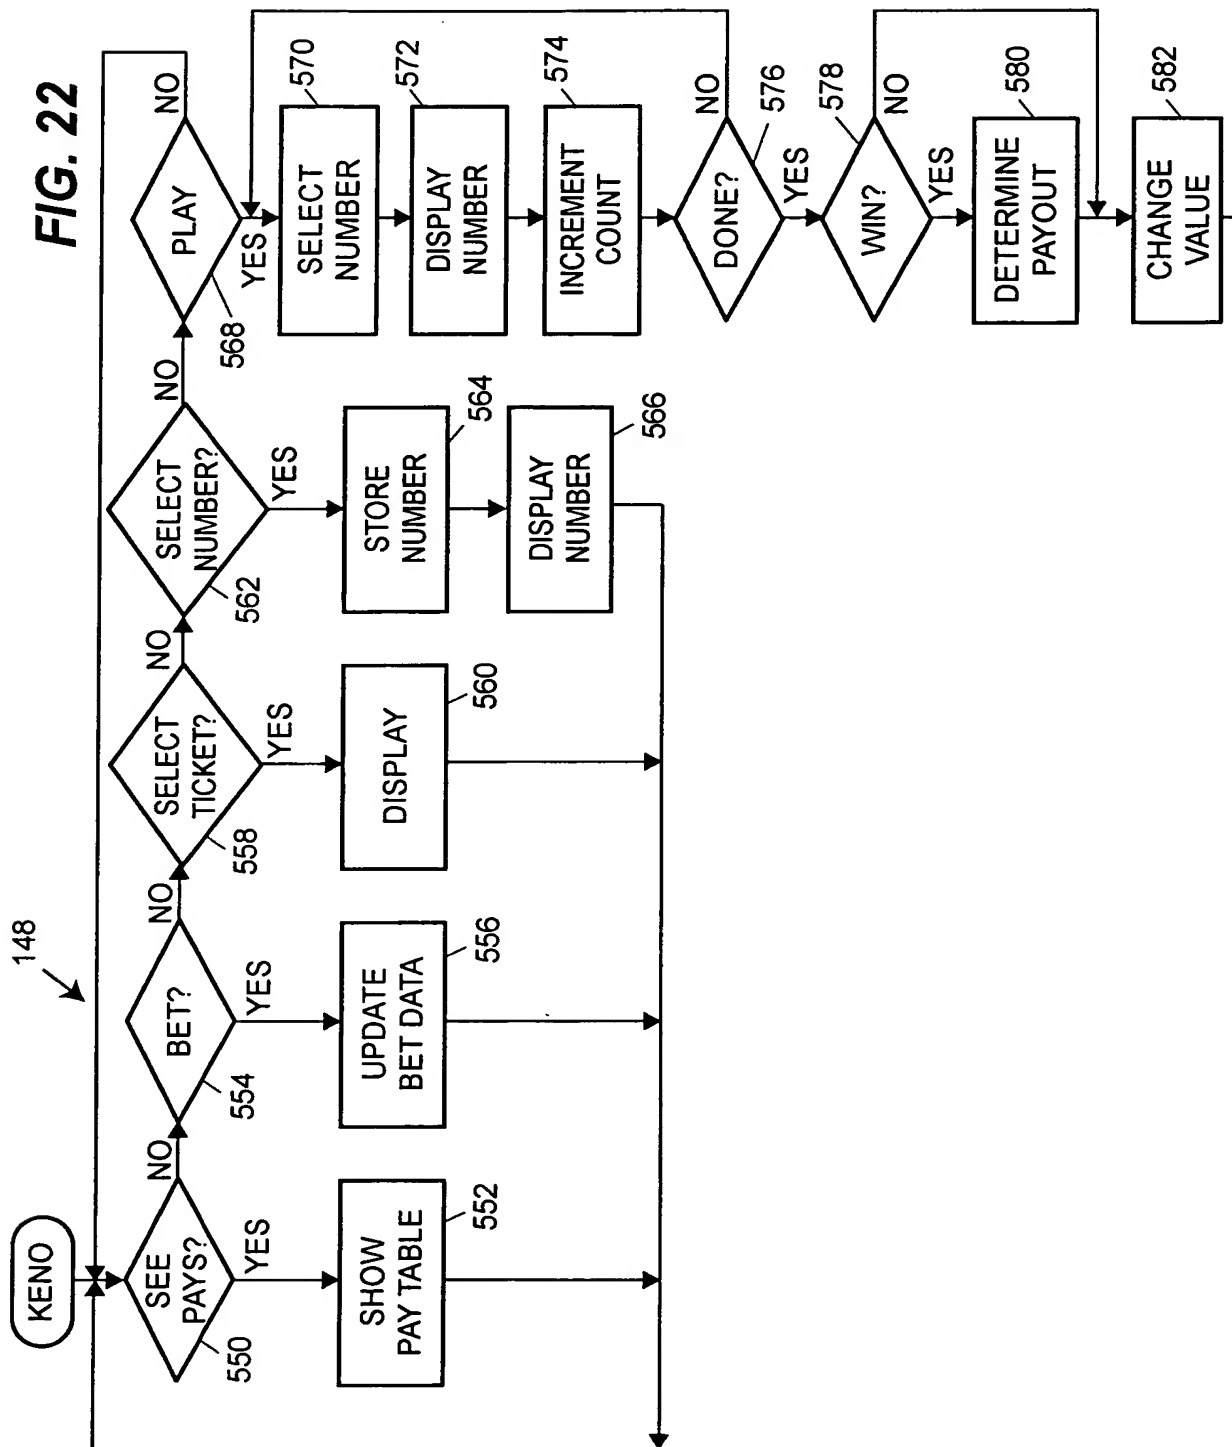 FIG. 22
148
KENO
SEE
PAYS?
550
NO
YES
SHOW
PAY TABLE
552
BET?
554
NO
YES
UPDATE
BET DATA
556
SELECT
TICKET?
558
NO
YES
DISPLAY
560
SELECT
NUMBER?
562
NO
YES
STORE
NUMBER
564
DISPLAY
NUMBER
566
PLAY
568
NO
YES
SELECT
NUMBER
570
DISPLAY
NUMBER
572
INCREMENT
COUNT
574
DONE?
576
NO
YES
WIN?
578
NO
YES
DETERMINE
PAYOUT
580
CHANGE
VALUE
582